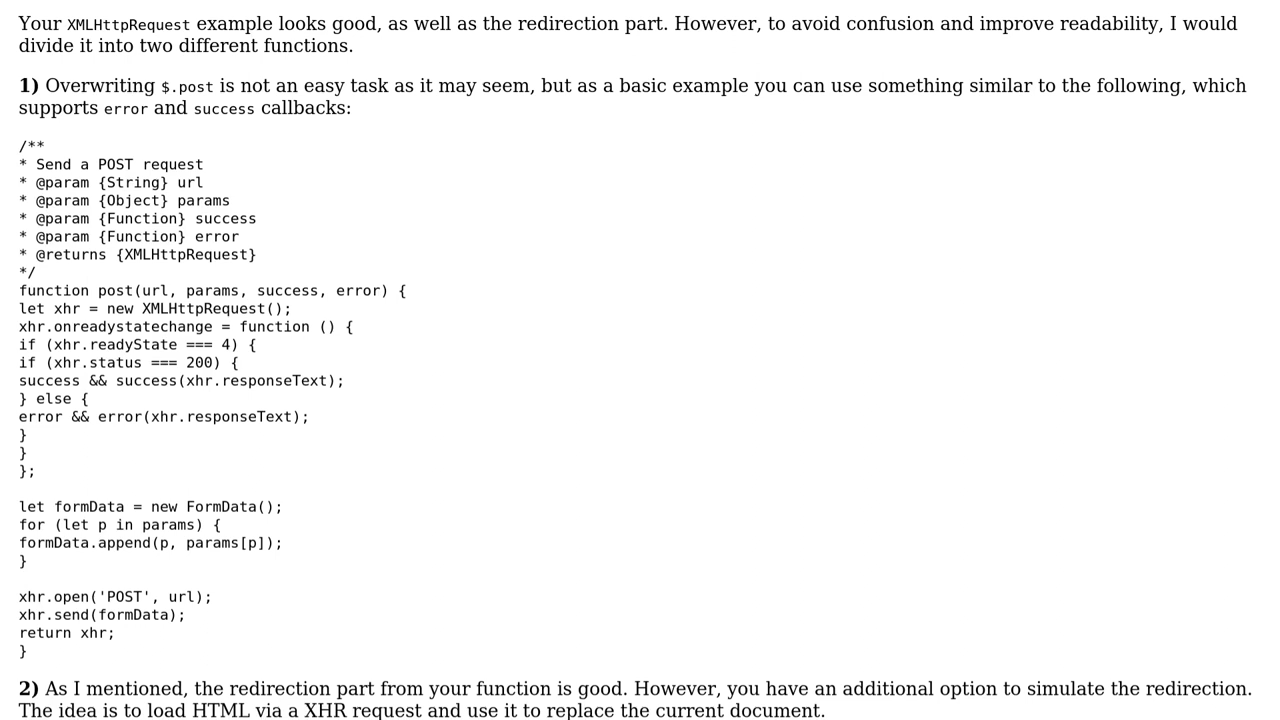 Your XMLHttpRequest example looks good, as well as the redirection part. However, to avoid confusion and improve readability, I would
divide it into two different functions.
1) Overwriting $.post is not an easy task as it may seem, but as a basic example you can use something similar to the following, which
supports error and success callbacks:
/**
* Send a POST request
* @param {String} url
* @param {Object} params
* @param {Function} success
* @param {Function} error
* @returns {XMLHttpRequest}
*/
function post(url, params, success, error) {
let xhr = new XMLHttpRequest();
xhr.onreadystatechange = function () {
if (xhr.readyState === 4) {
if (xhr.status === 200) {
success && success(xhr.responseText);
} else {
error && error(xhr.responseText);
}
}
};
let formData = new FormData();
for (let p in params) {
formData.append(p, params[p]);
}
xhr.open('POST', url);
xhr.send(formData);
return xhr;
}
2) As I mentioned, the redirection part from your function is good. However, you have an additional option to simulate the redirection.
The idea is to load HTML via a XHR request and use it to replace the current document.